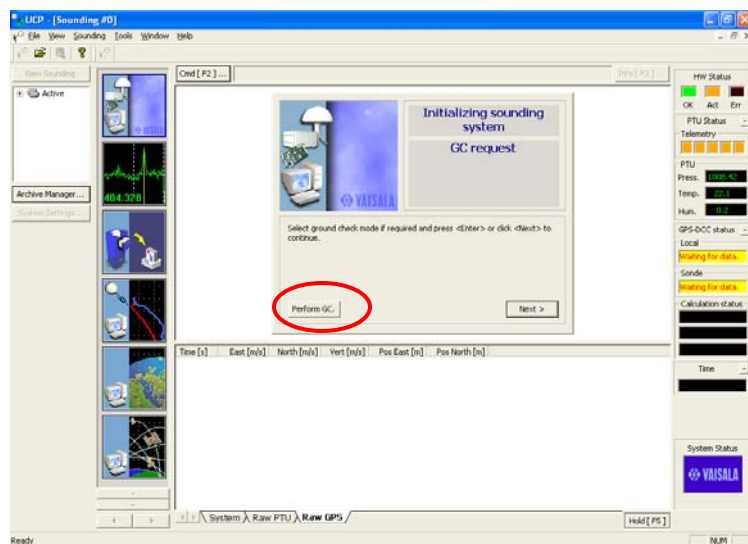 UCP - [Sounding #0]
File View Sounding Tools Window Help
New Sounding
Active
Archive Manager...
System Settings...
404.320
Cmd [ F2 ] ...
VAISALA
Initializing sounding
system
GC request
Select ground check mode if required and press <Enter> or click <Next> to
continue.
Perform GC.
Next >
Time [s] East [m/s] North [m/s] Vert [m/s] Pos East [m] Pos North [m]
System Raw PTU Raw GPS
Hold [ F5 ]
HW Status
OK Act Err
PTU Status
Telemetry
PTU
Press. 1008.42
Temp. 22.1
Hum. 0.2
GPS-DCC status
Local
Waiting for data.
Sonde
Waiting for data.
Calculation status
Time
System Status
VAISALA
Ready
NUM